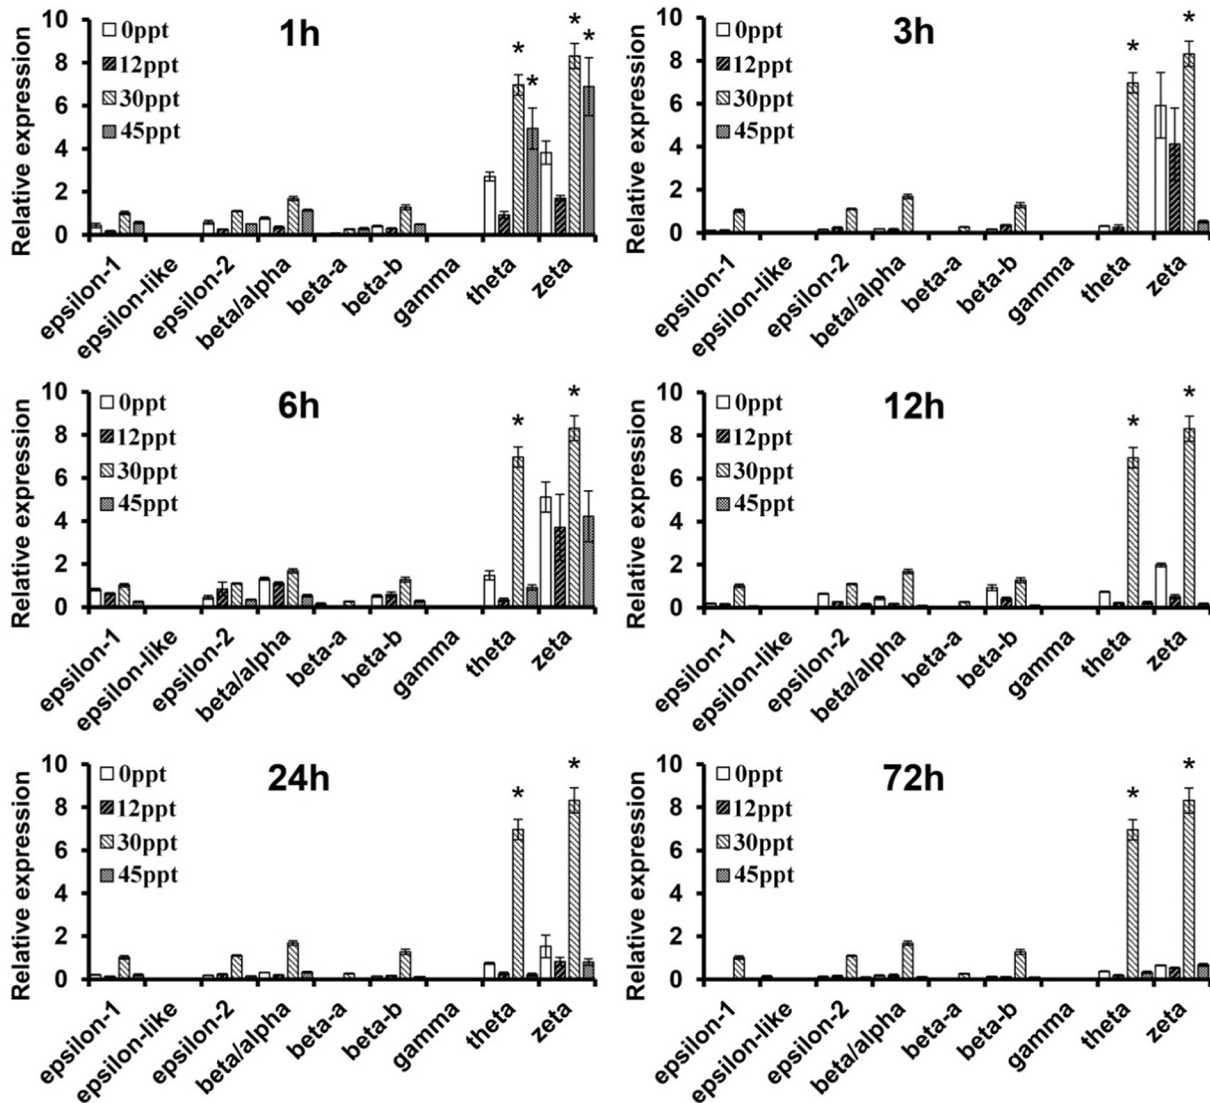 1h
Relative expression
10
8
6
4
2
0
0ppt
12ppt
30ppt
45ppt
* * * *
epsilon-1
epsilon-like
epsilon-2
beta/alpha
beta-a
beta-b
gamma
theta
zeta
3h
Relative expression
10
8
6
4
2
0
0ppt
12ppt
30ppt
45ppt
* *
epsilon-1
epsilon-like
epsilon-2
beta/alpha
beta-a
beta-b
gamma
theta
zeta
6h
Relative expression
10
8
6
4
2
0
0ppt
12ppt
30ppt
45ppt
* *
epsilon-1
epsilon-like
epsilon-2
beta/alpha
beta-a
beta-b
gamma
theta
zeta
12h
Relative expression
10
8
6
4
2
0
0ppt
12ppt
30ppt
45ppt
* *
epsilon-1
epsilon-like
epsilon-2
beta/alpha
beta-a
beta-b
gamma
theta
zeta
24h
Relative expression
10
8
6
4
2
0
0ppt
12ppt
30ppt
45ppt
* *
epsilon-1
epsilon-like
epsilon-2
beta/alpha
beta-a
beta-b
gamma
theta
zeta
72h
Relative expression
10
8
6
4
2
0
0ppt
12ppt
30ppt
45ppt
* *
epsilon-1
epsilon-like
epsilon-2
beta/alpha
beta-a
beta-b
gamma
theta
zeta